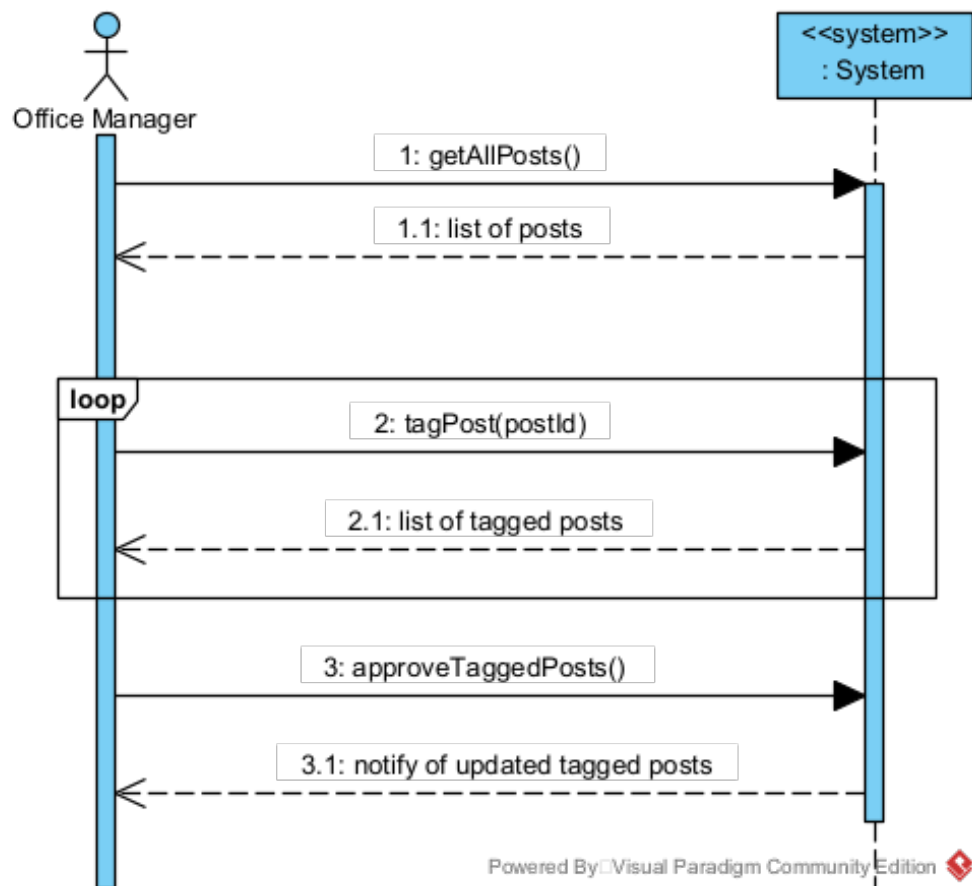 <<system>>
: System
Office Manager
1: getAllPosts()
1.1: list of posts
loop
2: tagPost(postId)
2.1: list of tagged posts
3: approveTaggedPosts()
3.1: notify of updated tagged posts
Powered By Visual Paradigm Community Edition